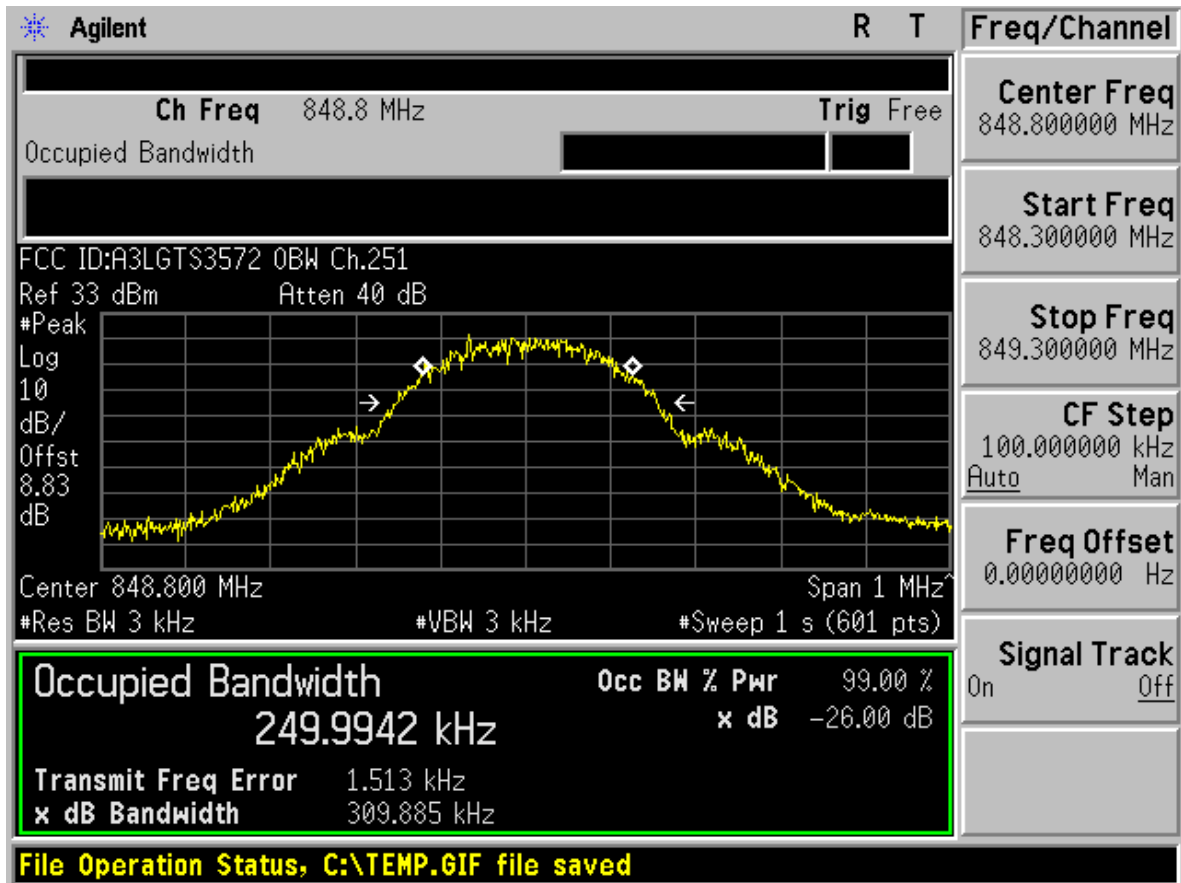 Agilent R T
Ch Freq 848.8 MHz Trig Free
Occupied Bandwidth
FCC ID:A3LGTS3572 OBW Ch.251
Ref 33 dBm Atten 40 dB
#Peak
Log
10
dB/
Offst
8.83
dB
Center 848.800 MHz Span 1 MHz^
#Res BW 3 kHz #VBW 3 kHz #Sweep 1 s (601 pts)
Occupied Bandwidth
249.9942 kHz
Occ BW % Pwr 99.00 %
x dB -26.00 dB
Transmit Freq Error 1.513 kHz
x dB Bandwidth 309.885 kHz
File Operation Status, C:\TEMP.GIF file saved
Freq/Channel
Center Freq
848.800000 MHz
Start Freq
848.300000 MHz
Stop Freq
849.300000 MHz
CF Step
100.000000 kHz
Auto Man
Freq Offset
0.00000000 Hz
Signal Track
On Off